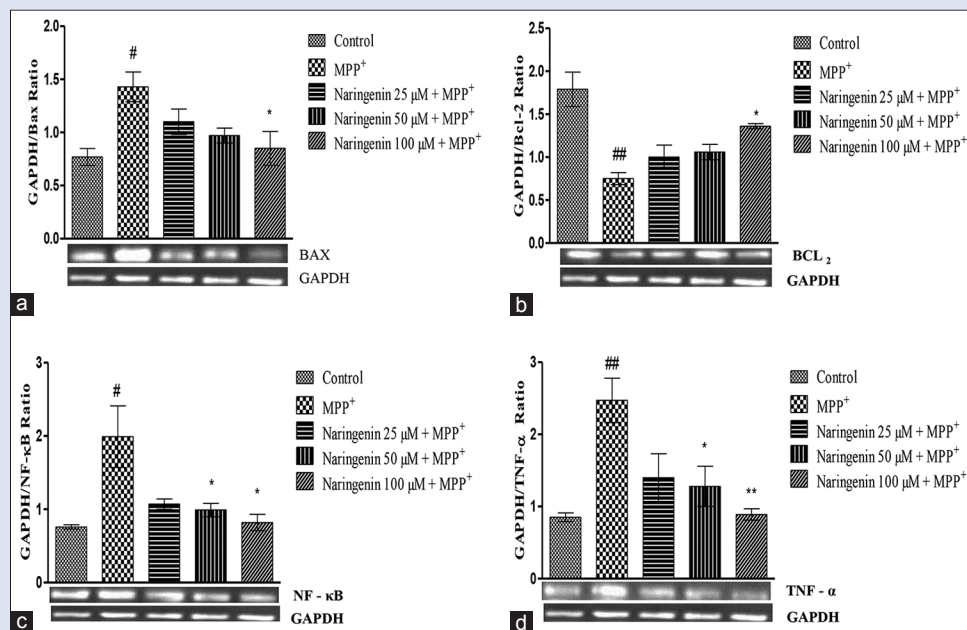 2.0
1.5
1.0
0.5
0.0
GAPDH/Bax Ratio
#
*
Control
MPP+
Naringenin 25 μM + MPP+
Naringenin 50 μM + MPP+
Naringenin 100 μM + MPP+
BAX
GAPDH
a
2.5
2.0
1.5
1.0
0.5
0.0
GAPDH/Bcl-2 Ratio
##
*
Control
MPP+
Naringenin 25 μM + MPP+
Naringenin 50 μM + MPP+
Naringenin 100 μM + MPP+
BCL 2
GAPDH
b
3
2
1
0
GAPDH/NF-κB Ratio
#
*
*
Control
MPP+
Naringenin 25 μM + MPP+
Naringenin 50 μM + MPP+
Naringenin 100 μM + MPP+
NF - κB
GAPDH
c
3
2
1
0
GAPDH/TNF-α Ratio
##
*
**
Control
MPP+
Naringenin 25 μM + MPP+
Naringenin 50 μM + MPP+
Naringenin 100 μM + MPP+
TNF - α
GAPDH
d